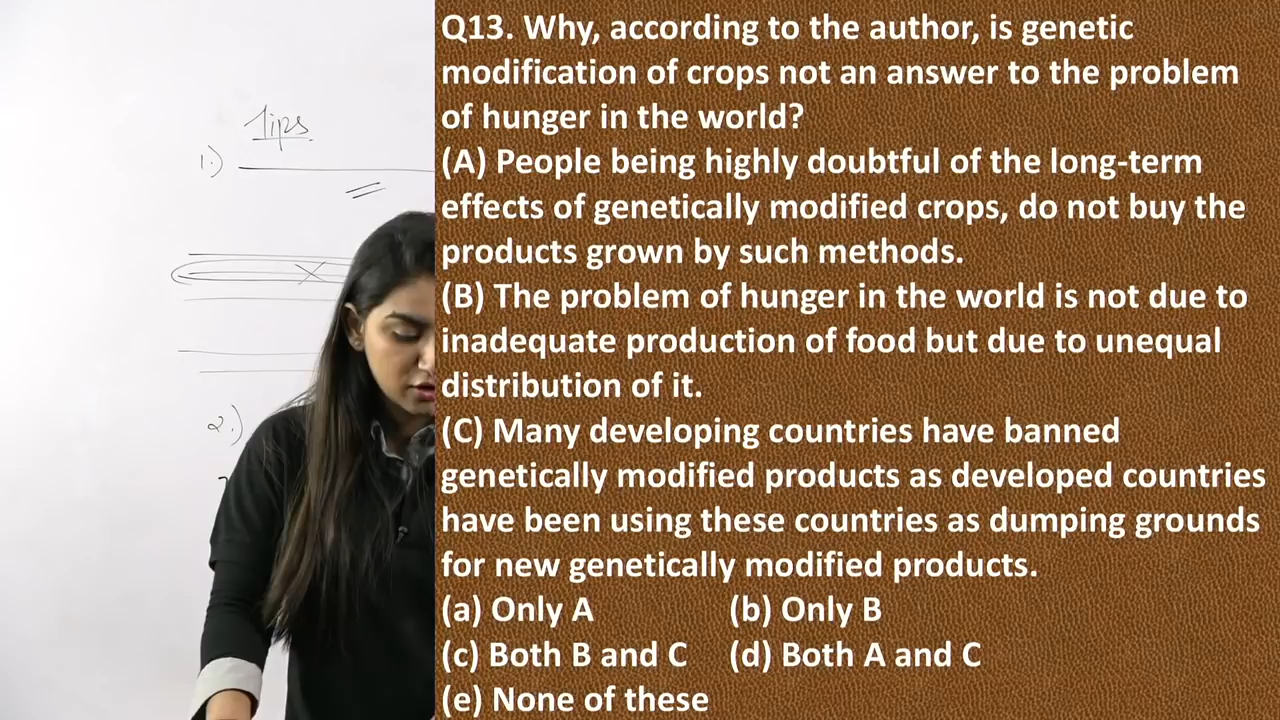 Tips
1.)
2.)
Q13. Why, according to the author, is genetic
modification of crops not an answer to the problem
of hunger in the world?
(A) People being highly doubtful of the long-term
effects of genetically modified crops, do not buy the
products grown by such methods.
(B) The problem of hunger in the world is not due to
inadequate production of food but due to unequal
distribution of it.
(C) Many developing countries have banned
genetically modified products as developed countries
have been using these countries as dumping grounds
for new genetically modified products.
(a) Only A (b) Only B
(c) Both B and C (d) Both A and C
(e) None of these